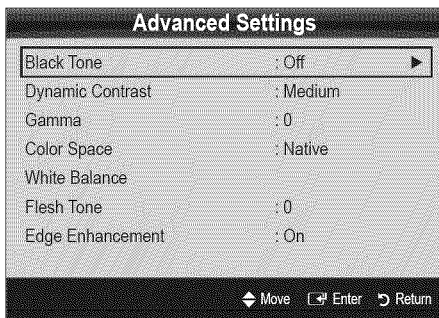 Advanced Settings
Black Tone : Off ▶
Dynamic Contrast : Medium
Gamma : 0
Color Space : Native
White Balance
Flesh Tone : 0
Edge Enhancement : On
Move Enter Return